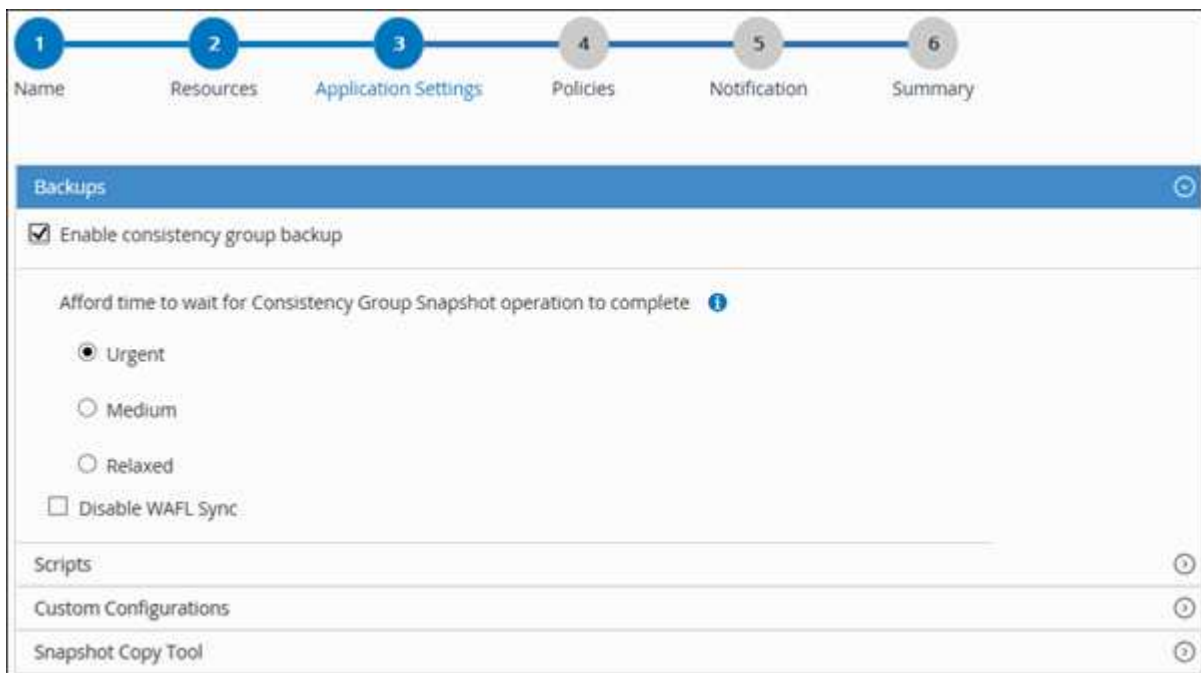 1 2 3 4 5 6
Name Resources Application Settings Policies Notification Summary
Backups
Enable consistency group backup
Afford time to wait for Consistency Group Snapshot operation to complete i
Urgent
Medium
Relaxed
Disable WAFL Sync
Scripts
Custom Configurations
Snapshot Copy Tool